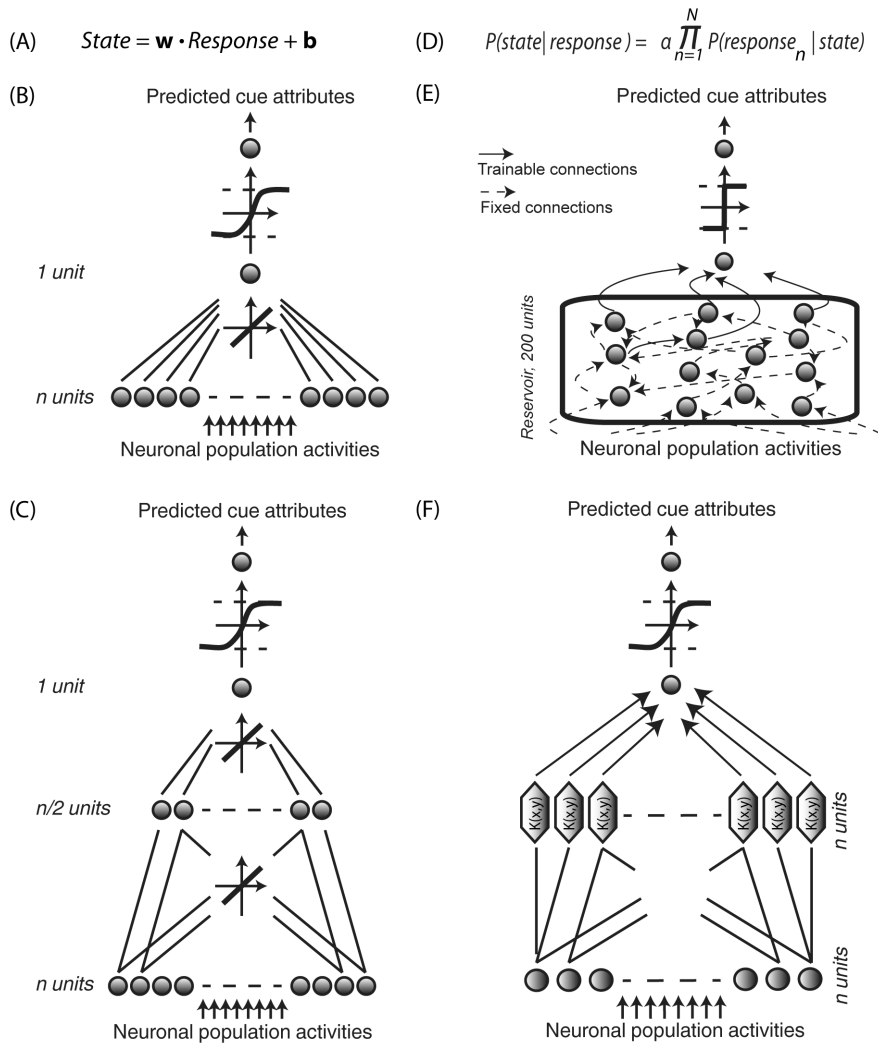 (A)
State = w • Response + b
(D)
P(state| response ) = α ∏ P(response n | state)
N
n=1
(B)
Predicted cue attributes
1 unit
n units
Neuronal population activities
(E)
Predicted cue attributes
Trainable connections
Fixed connections
Reservoir, 200 units
Neuronal population activities
(C)
Predicted cue attributes
1 unit
n/2 units
n units
Neuronal population activities
(F)
Predicted cue attributes
K(x,y)
K(x,y)
K(x,y)
K(x,y)
K(x,y)
K(x,y)
n units
n units
Neuronal population activities